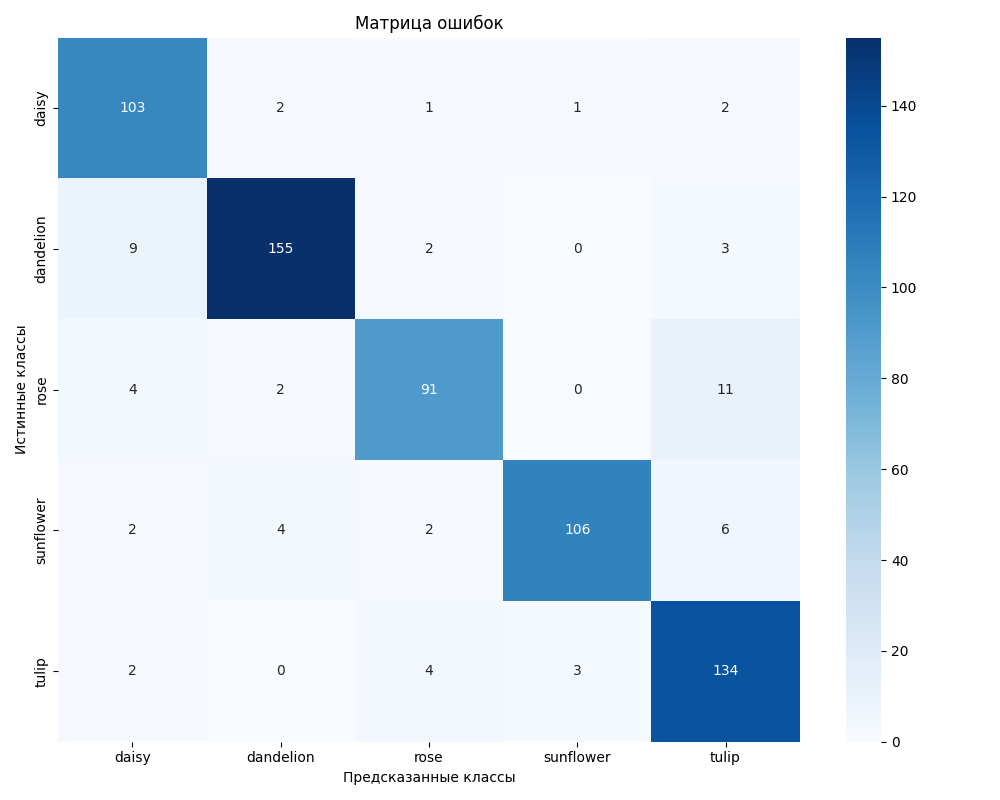 Матрица ошибок
daisy 103 2 1 1 2
dandelion 9 155 2 0 3
rose 4 2 91 0 11
sunflower 2 4 2 106 6
tulip 2 0 4 3 134
Истинные классы
daisy dandelion rose sunflower tulip
Предсказанные классы
140
120
100
80
60
40
20
0